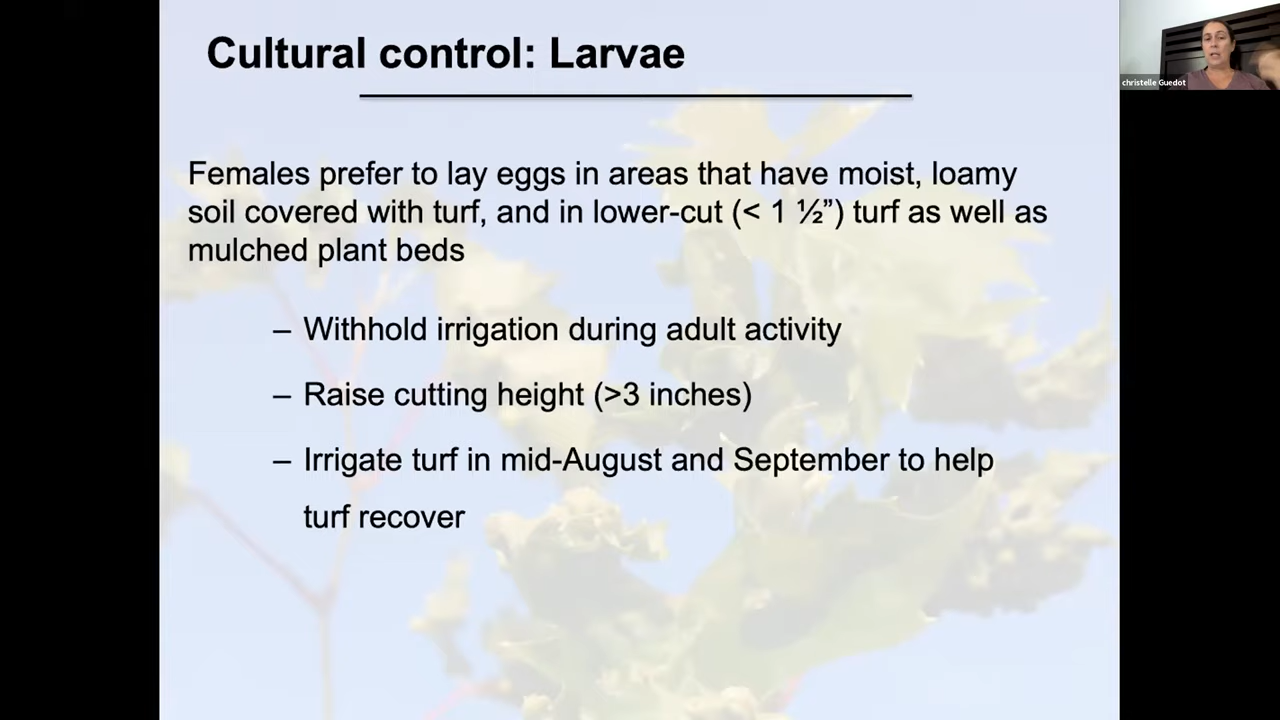 Cultural control: Larvae
christelle Guedot
Females prefer to lay eggs in areas that have moist, loamy
soil covered with turf, and in lower-cut (< 1 ½”) turf as well as
mulched plant beds
– Withhold irrigation during adult activity
– Raise cutting height (>3 inches)
– Irrigate turf in mid-August and September to help
turf recover